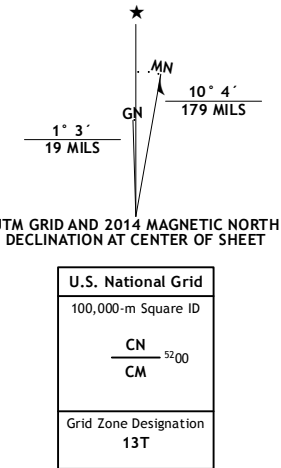 ★
MN
GN
10° 4´
179 MILS
1° 3´
19 MILS
UTM GRID AND 2014 MAGNETIC NORTH
DECLINATION AT CENTER OF SHEET
U.S. National Grid
100,000-m Square ID
CN
5200
CM
Grid Zone Designation
13T